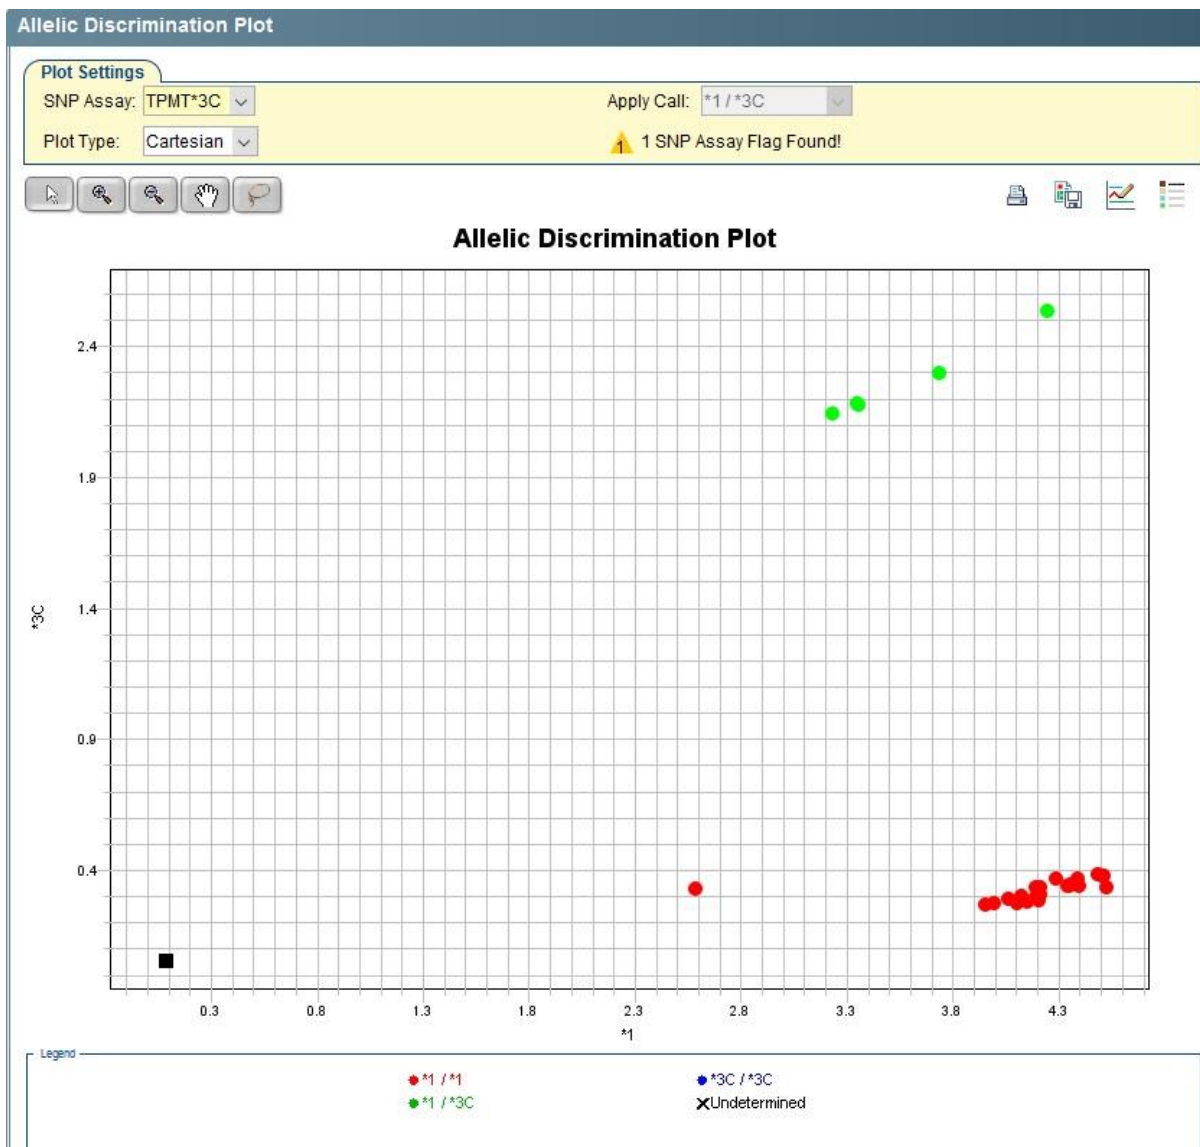 Allelic Discrimination Plot
Plot Settings
SNP Assay: TPMT*3C
Apply Call: *1 / *3C
Plot Type: Cartesian
1 1 SNP Assay Flag Found!
Allelic Discrimination Plot
2.4
1.9
1.4
*3C
0.9
0.4
0.3 0.8 1.3 1.8 2.3 2.8 3.3 3.8 4.3
*1
Legend
*1 / *1 *3C / *3C
*1 / *3C Undetermined